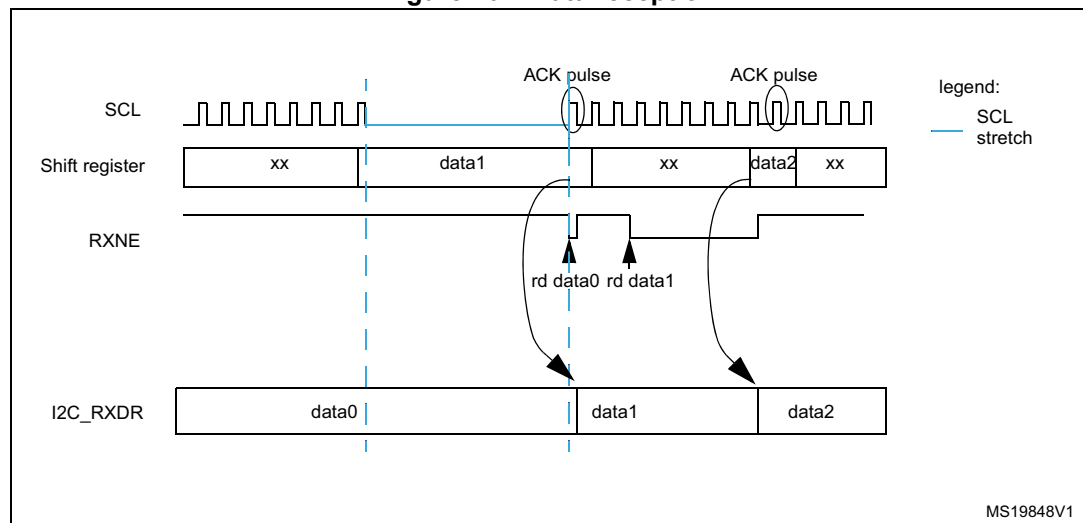 ACK pulse ACK pulse
legend:
SCL
SCL
stretch
Shift register xx data1 xx data2 xx
RXNE
rd data0 rd data1
I2C_RXDR data0 data1 data2
MS19848V1